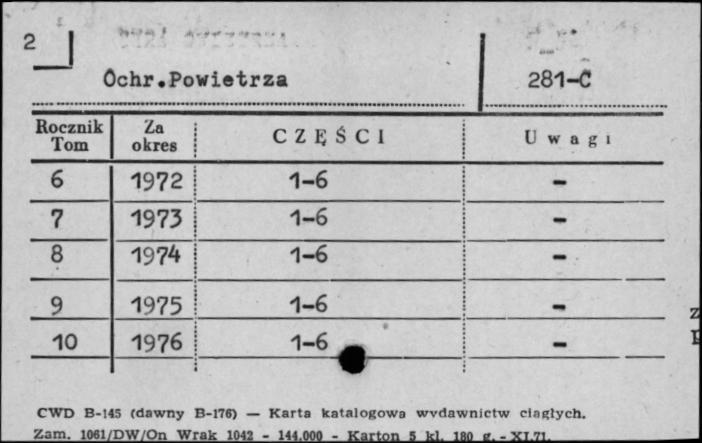 2
Ochr.Powietrza 281-C
Rocznik Tom Za okres CZĘŚCI Uwagi
6 1972 1-6 -
7 1973 1-6 -
8 1974 1-6 -
9 1975 1-6 -
10 1976 1-6 -
CWD B-145 (dawny B-176) — Karta katalogowa wydawnictw ciągłych.
Zam. 1061/DW/On Wrak 1042 - 144.000 - Karton 5 kl. 180 g. - XI.71.